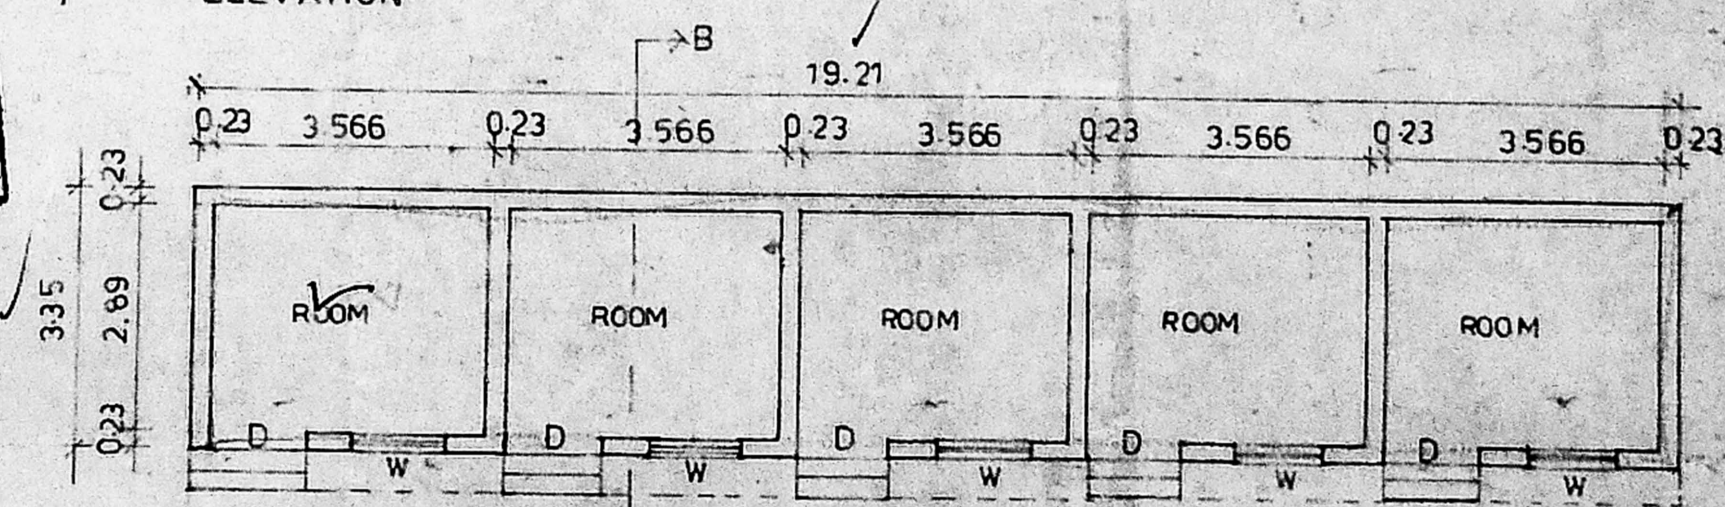 ELEVATION
B
19.21
0.23 3.566 0.23 3.566 0.23 3.566 0.23 3.566 0.23 3.566 0.23
0.23
3.35 2.89
0.23
ROOM ROOM ROOM ROOM ROOM
D D D D D
W W W W W